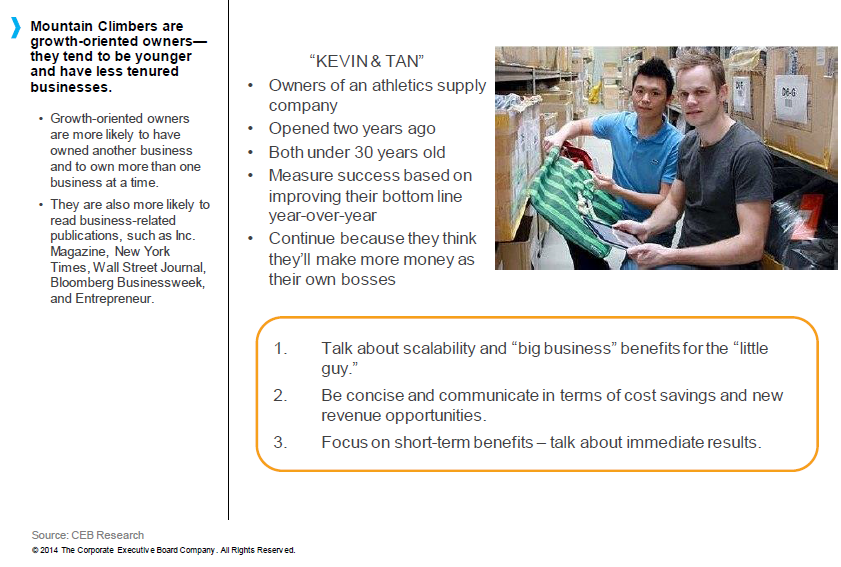 Mountain Climbers are
growth-oriented owners—
they tend to be younger
and have less tenured
businesses.
• Growth-oriented owners
are more likely to have
owned another business
and to own more than one
business at a time.
• They are also more likely to
read business-related
publications, such as Inc.
Magazine, New York
Times, Wall Street Journal,
Bloomberg Businessweek,
and Entrepreneur.
“KEVIN & TAN”
• Owners of an athletics supply
company
• Opened two years ago
• Both under 30 years old
• Measure success based on
improving their bottom line
year-over-year
• Continue because they think
they’ll make more money as
their own bosses
D6-G
1. Talk about scalability and “big business” benefits for the “little
guy.”
2. Be concise and communicate in terms of cost savings and new
revenue opportunities.
3. Focus on short-term benefits – talk about immediate results.
Source: CEB Research
© 2014 The Corporate Executive Board Company. All Rights Reserved.